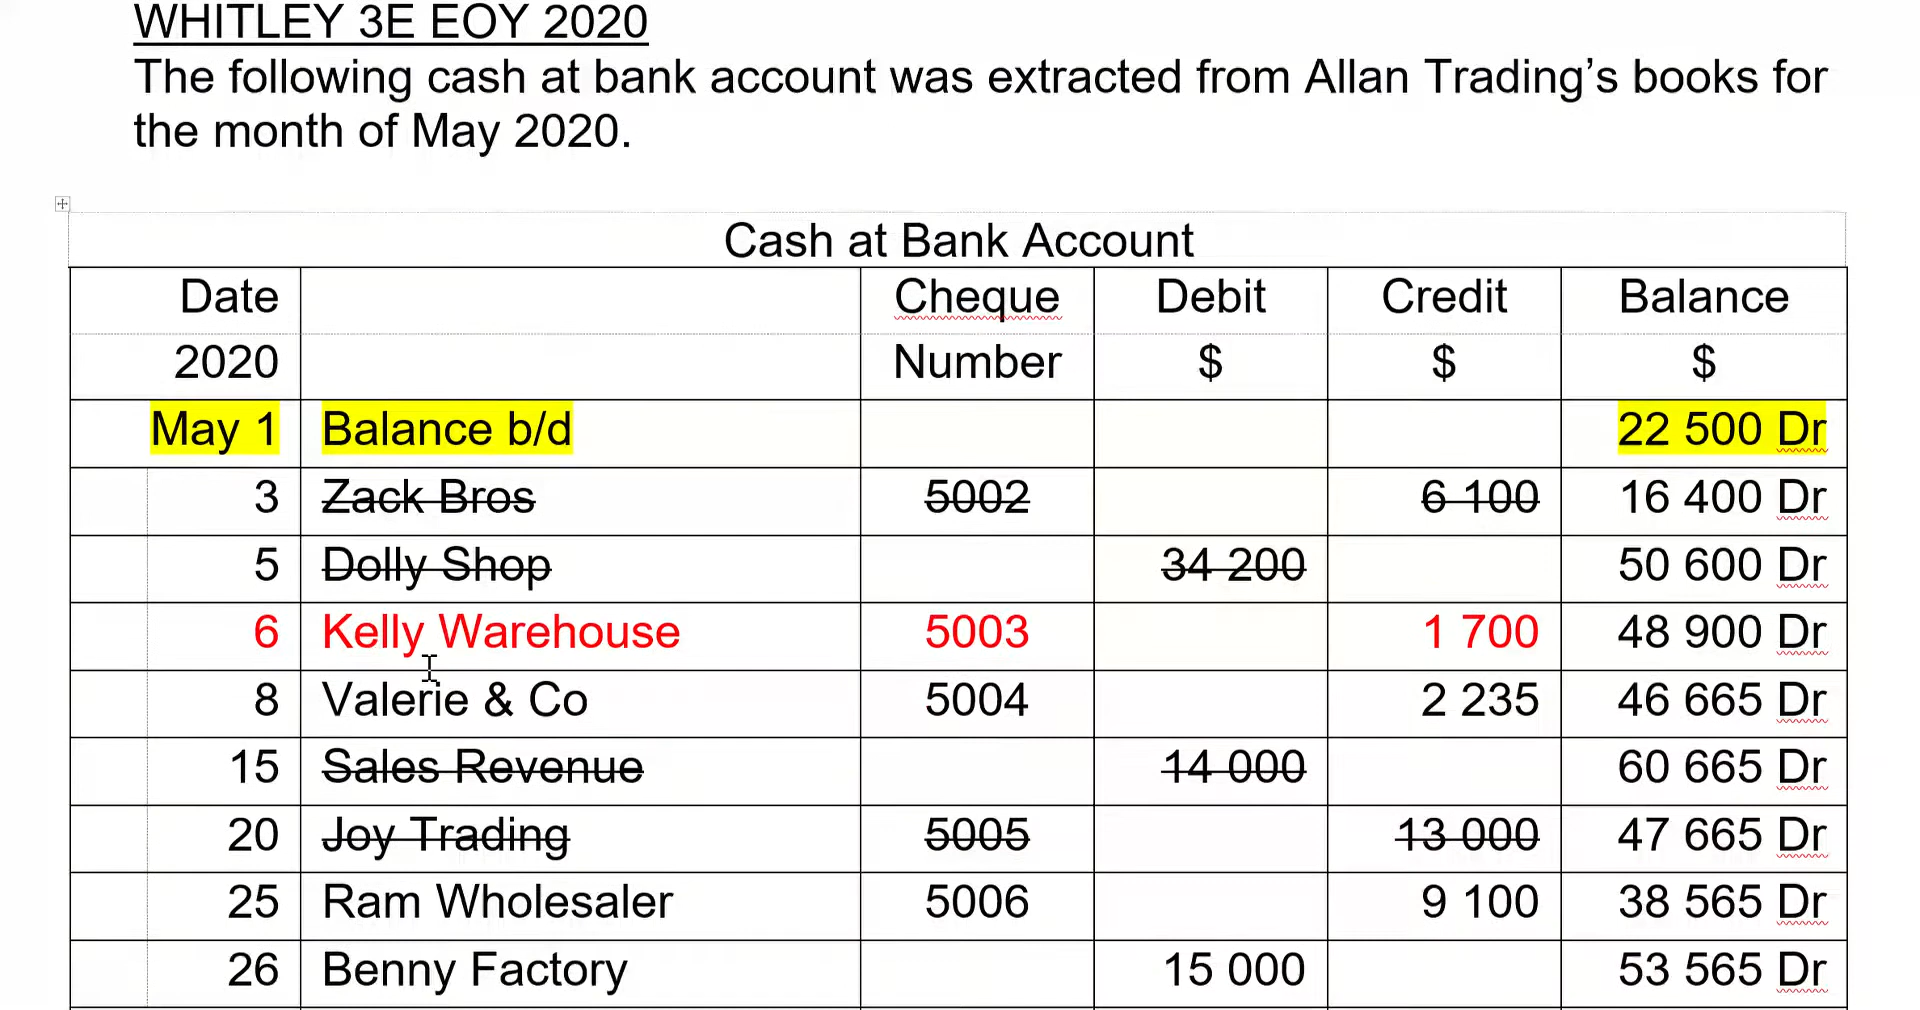 WHITLEY 3E EOY 2020
The following cash at bank account was extracted from Allan Trading’s books for
the month of May 2020.
Cash at Bank Account
Date Cheque Debit Credit Balance
2020 Number $ $ $
May 1 Balance b/d 22 500 Dr
3 Zack Bros 5002 6 100 16 400 Dr
5 Dolly Shop 34 200 50 600 Dr
6 Kelly Warehouse 5003 1 700 48 900 Dr
8 Valerie & Co 5004 2 235 46 665 Dr
15 Sales Revenue 14 000 60 665 Dr
20 Joy Trading 5005 13 000 47 665 Dr
25 Ram Wholesaler 5006 9 100 38 565 Dr
26 Benny Factory 15 000 53 565 Dr